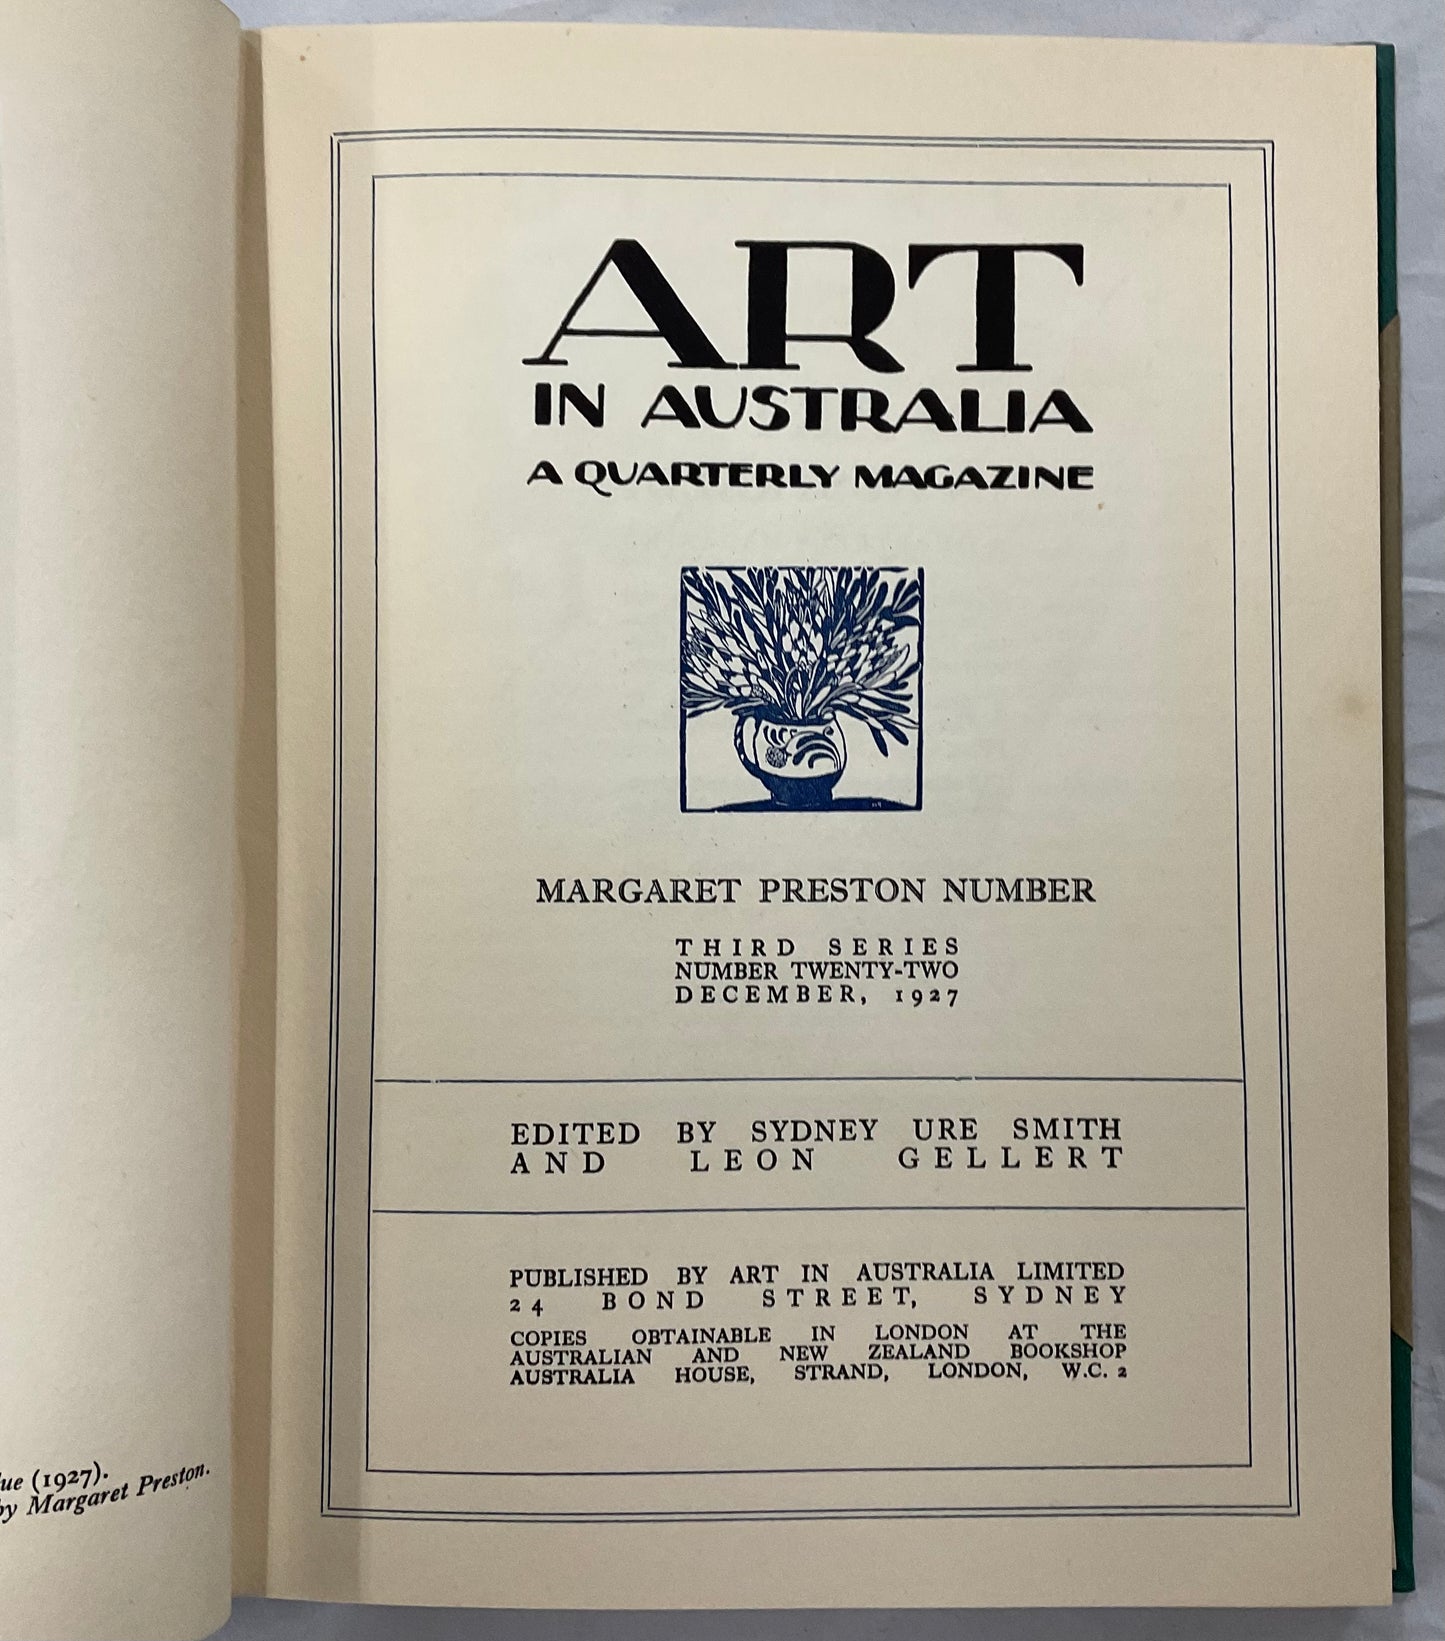 ART
IN AUSTRALIA
A QUARTERLY MAGAZINE
MARGARET PRESTON NUMBER
THIRD SERIES
NUMBER TWENTY-TWO
DECEMBER, 1927
EDITED BY SYDNEY URE SMITH
AND LEON GELLERT
PUBLISHED BY ART IN AUSTRALIA LIMITED
24 BOND STREET, SYDNEY
COPIES OBTAINABLE IN LONDON AT THE
AUSTRALIAN AND NEW ZEALAND BOOKSHOP
AUSTRALIA HOUSE, STRAND, LONDON, W.C. 2
(1927).
by Margaret Preston.